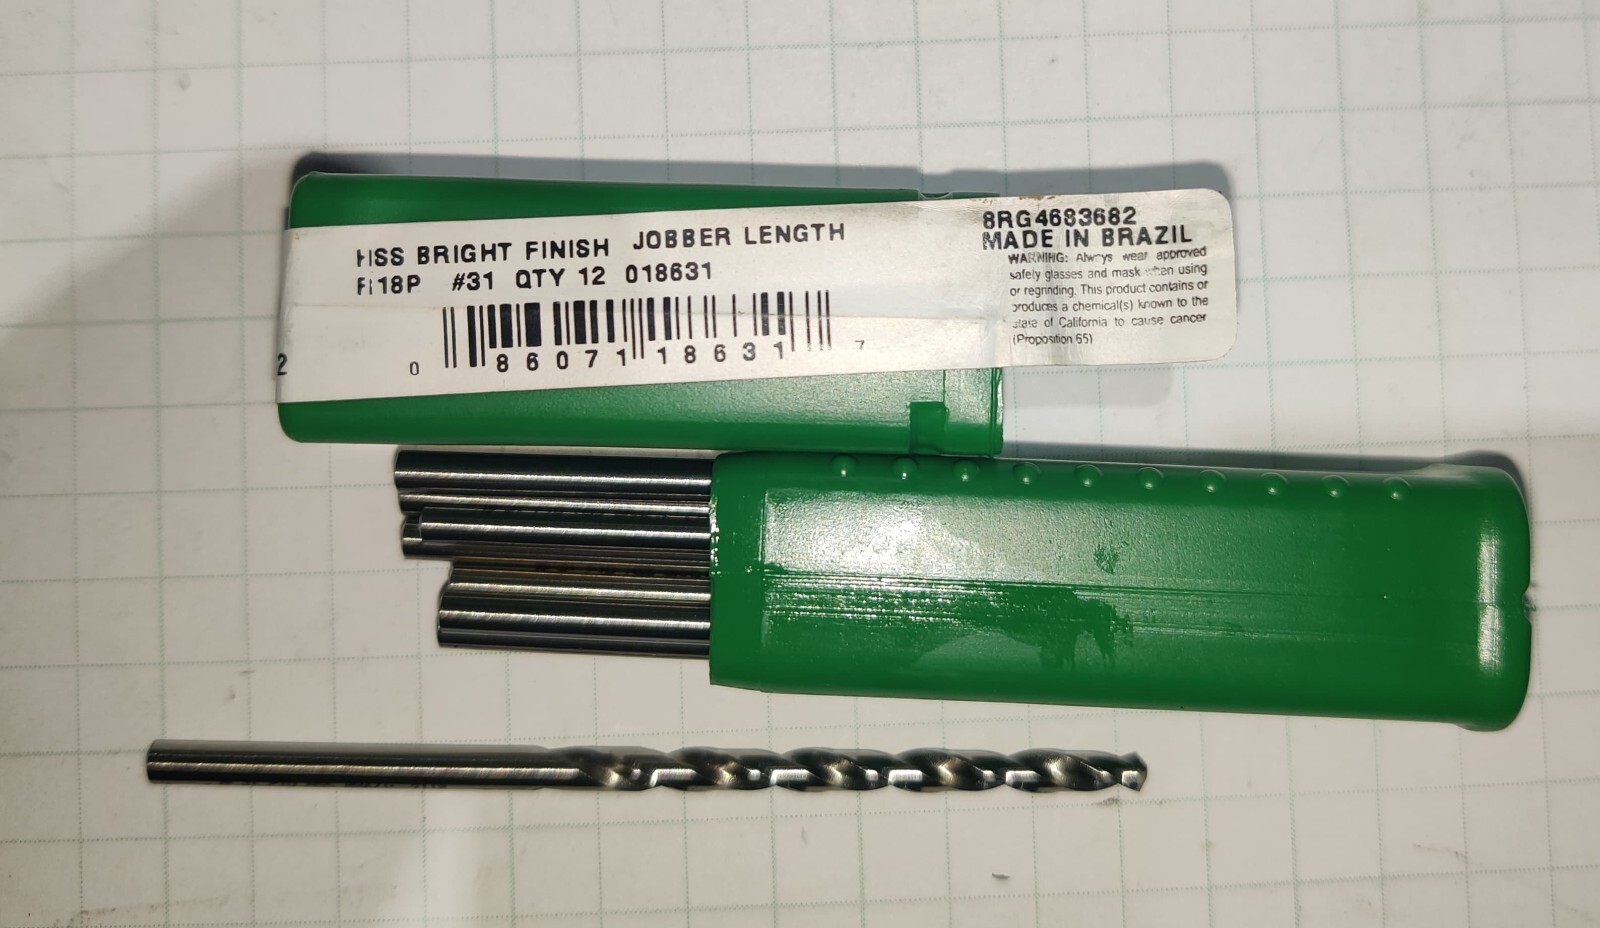 HSS BRIGHT FINISH JOBBER LENGTH
R18P #31 QTY 12 018631
2
0 86071 18631 7
8RG4683682
MADE IN BRAZIL
WARNING: Always wear approved
safety glasses and mask when using
or regrinding. This product contains or
produces a chemical(s) known to the
state of California to cause cancer
(Proposition 65)